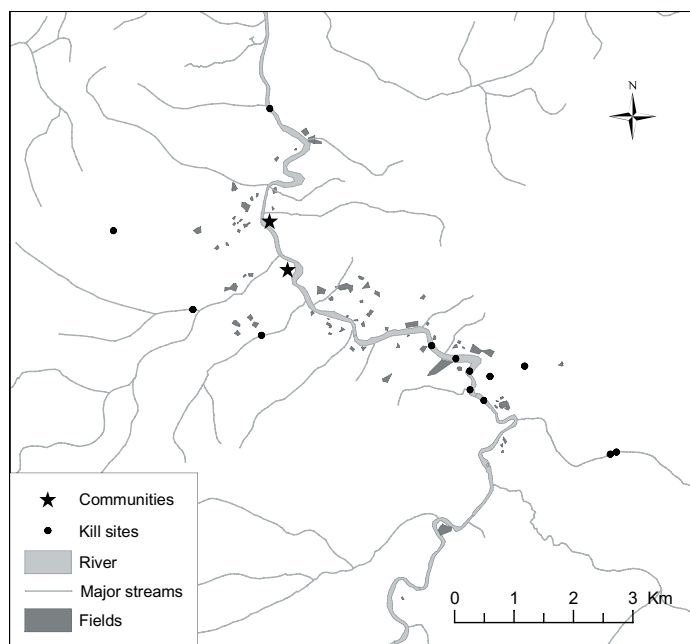 N
Communities
Kill sites
River
Major streams
Fields
0 1 2 3 Km